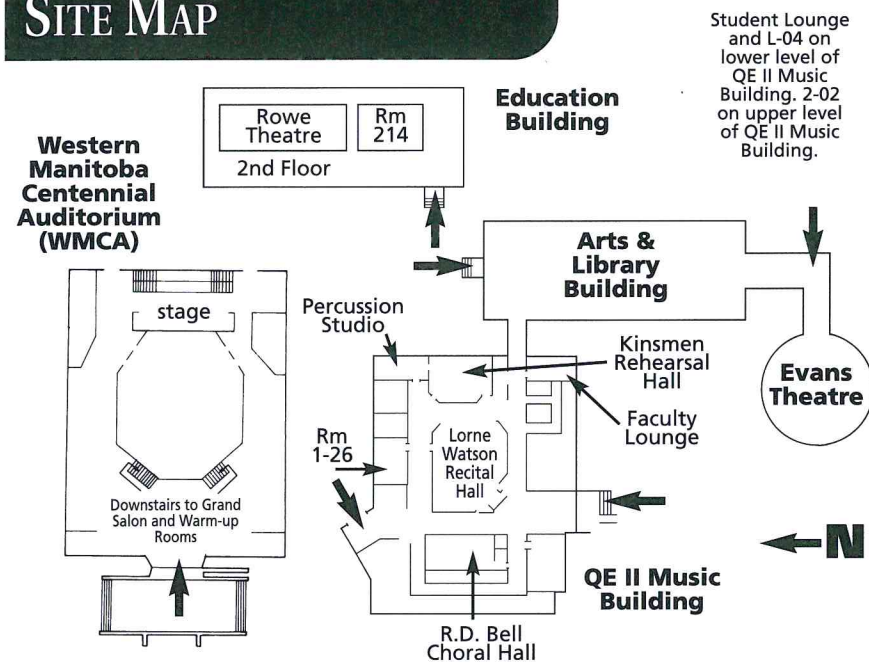 SITE MAP
Student Lounge
and L-04 on
lower level of
QE II Music
Building. 2-02
on upper level
of QE II Music
Building.
Education
Building
Rowe
Theatre
Rm
214
2nd Floor
Western
Manitoba
Centennial
Auditorium
(WMCA)
Arts &
Library
Building
stage
Percussion
Studio
Kinsmen
Rehearsal
Hall
Evans
Theatre
Faculty
Lounge
Rm
1-26
Lorne
Watson
Recital
Hall
Downstairs to Grand
Salon and Warm-up
Rooms
N
QE II Music
Building
R.D. Bell
Choral Hall